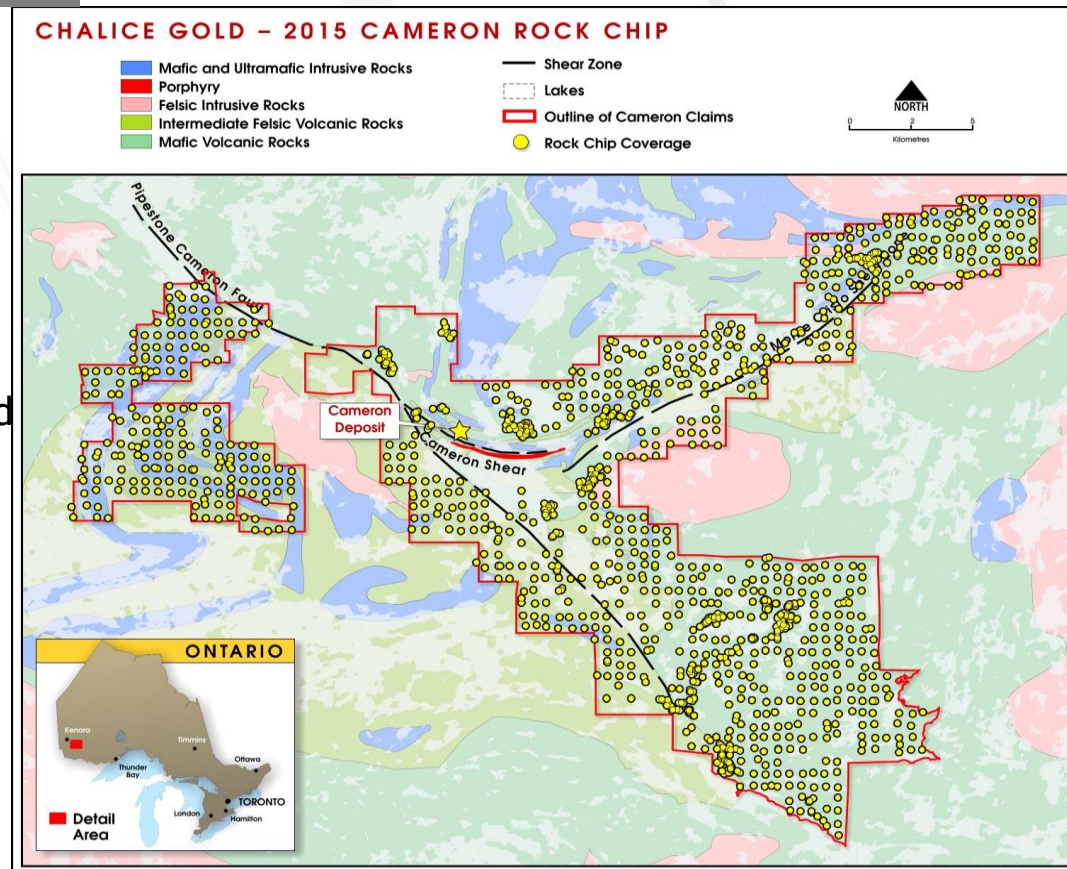 CHALICE GOLD – 2015 CAMERON ROCK CHIP
Mafic and Ultramafic Intrusive Rocks
Porphyry
Felsic Intrusive Rocks
Intermediate Felsic Volcanic Rocks
Mafic Volcanic Rocks
Shear Zone
Lakes
Outline of Cameron Claims
Rock Chip Coverage
NORTH
0 2 5
Kilometres
Pipestone Cameron Fault
Cameron
Deposit
Cameron Shear
d
ONTARIO
Kenora
Timmins
Thunder
Bay
Ottawa
TORONTO
London
Hamilton
Detail
Area